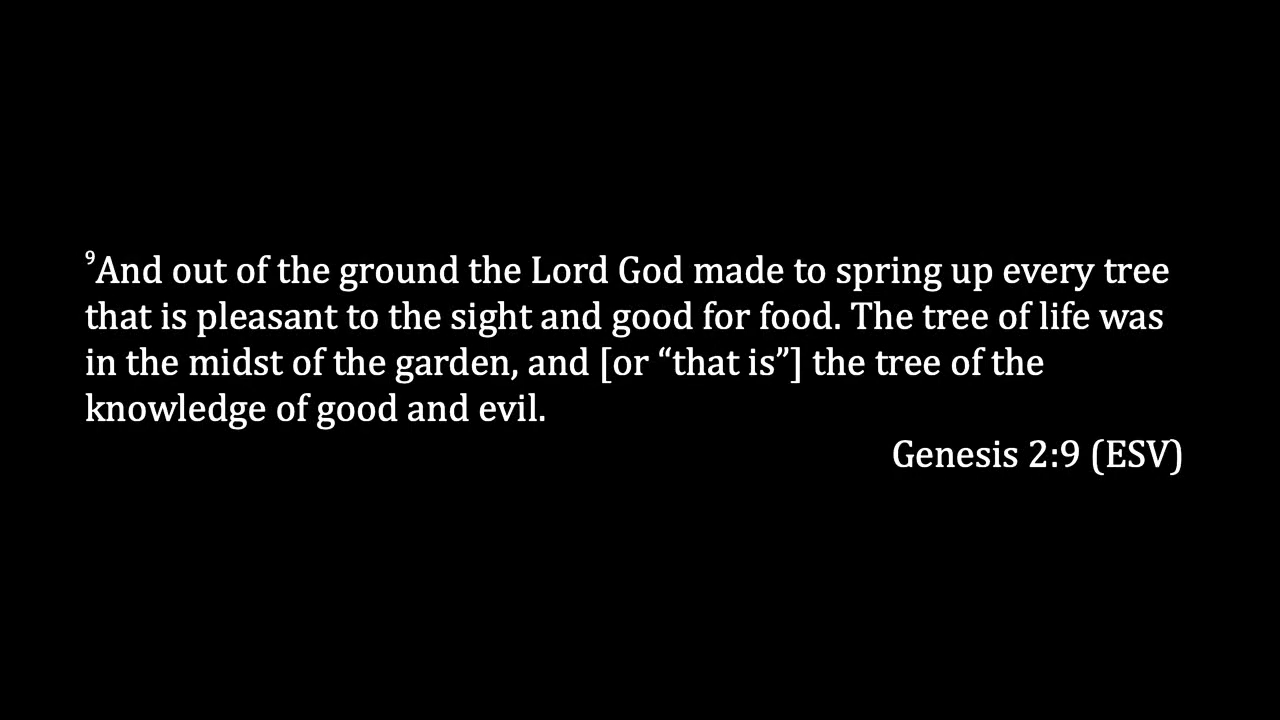 ⁹And out of the ground the Lord God made to spring up every tree
that is pleasant to the sight and good for food. The tree of life was
in the midst of the garden, and [or “that is”] the tree of the
knowledge of good and evil.
Genesis 2:9 (ESV)